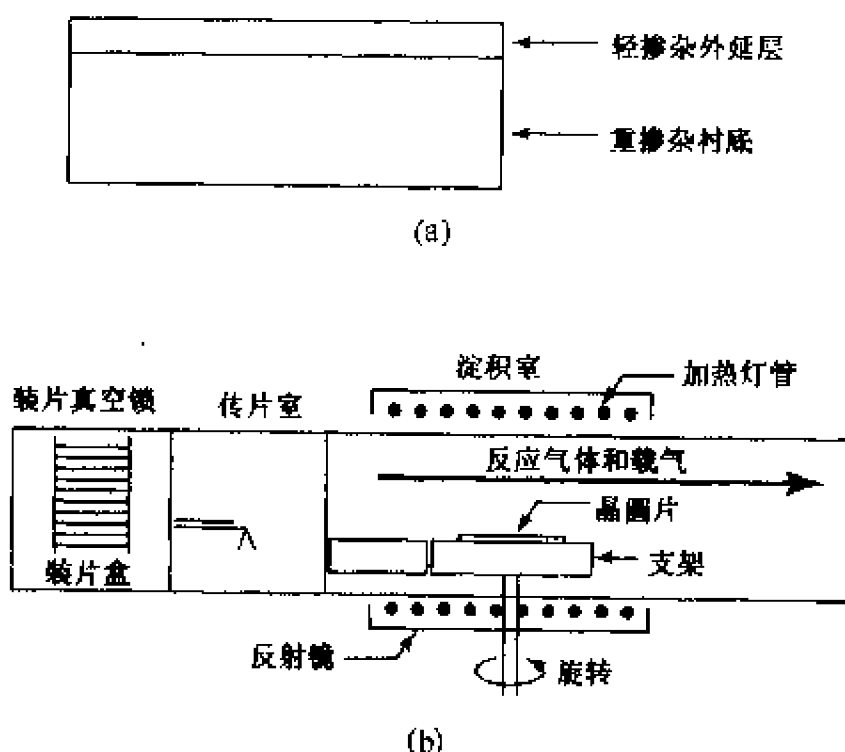 轻掺杂外延层
重掺杂衬底
(a)
淀积室
加热灯管
装片真空锁
传片室
反应气体和载气
晶圆片
装片盒
支架
反射镜
旋转
(b)